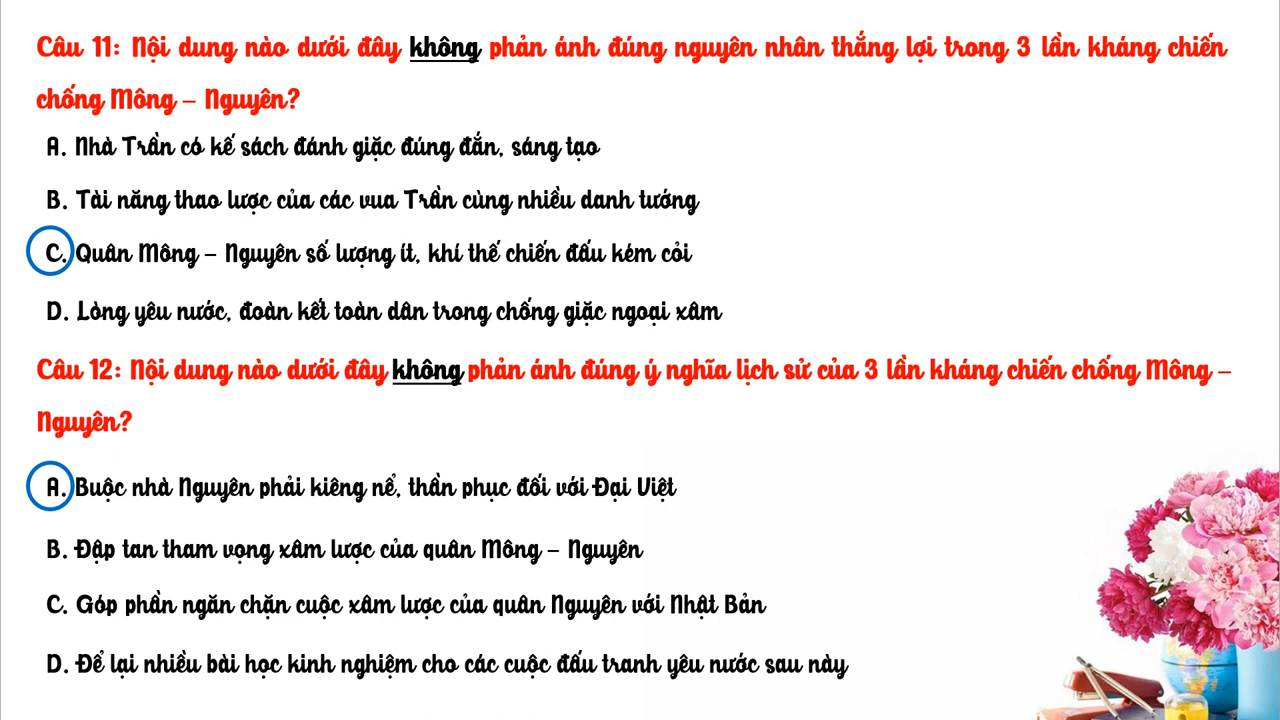 Câu 11: Nội dung nào dưới đây không phản ánh đúng nguyên nhân thắng lợi trong 3 lần kháng chiến
chống Mông – Nguyên?
A. Nhà Trần có kế sách đánh giặc đúng đắn, sáng tạo
B. Tài năng thao lược của các vua Trần cùng nhiều danh tướng
C. Quân Mông – Nguyên số lượng ít, khí thế chiến đấu kém cỏi
D. Lòng yêu nước, đoàn kết toàn dân trong chống giặc ngoại xâm
Câu 12: Nội dung nào dưới đây không phản ánh đúng ý nghĩa lịch sử của 3 lần kháng chiến chống Mông –
Nguyên?
A. Buộc nhà Nguyên phải kiêng nể, thần phục đối với Đại Việt
B. Đập tan tham vọng xâm lược của quân Mông – Nguyên
C. Góp phần ngăn chặn cuộc xâm lược của quân Nguyên với Nhật Bản
D. Để lại nhiều bài học kinh nghiệm cho các cuộc đấu tranh yêu nước sau này